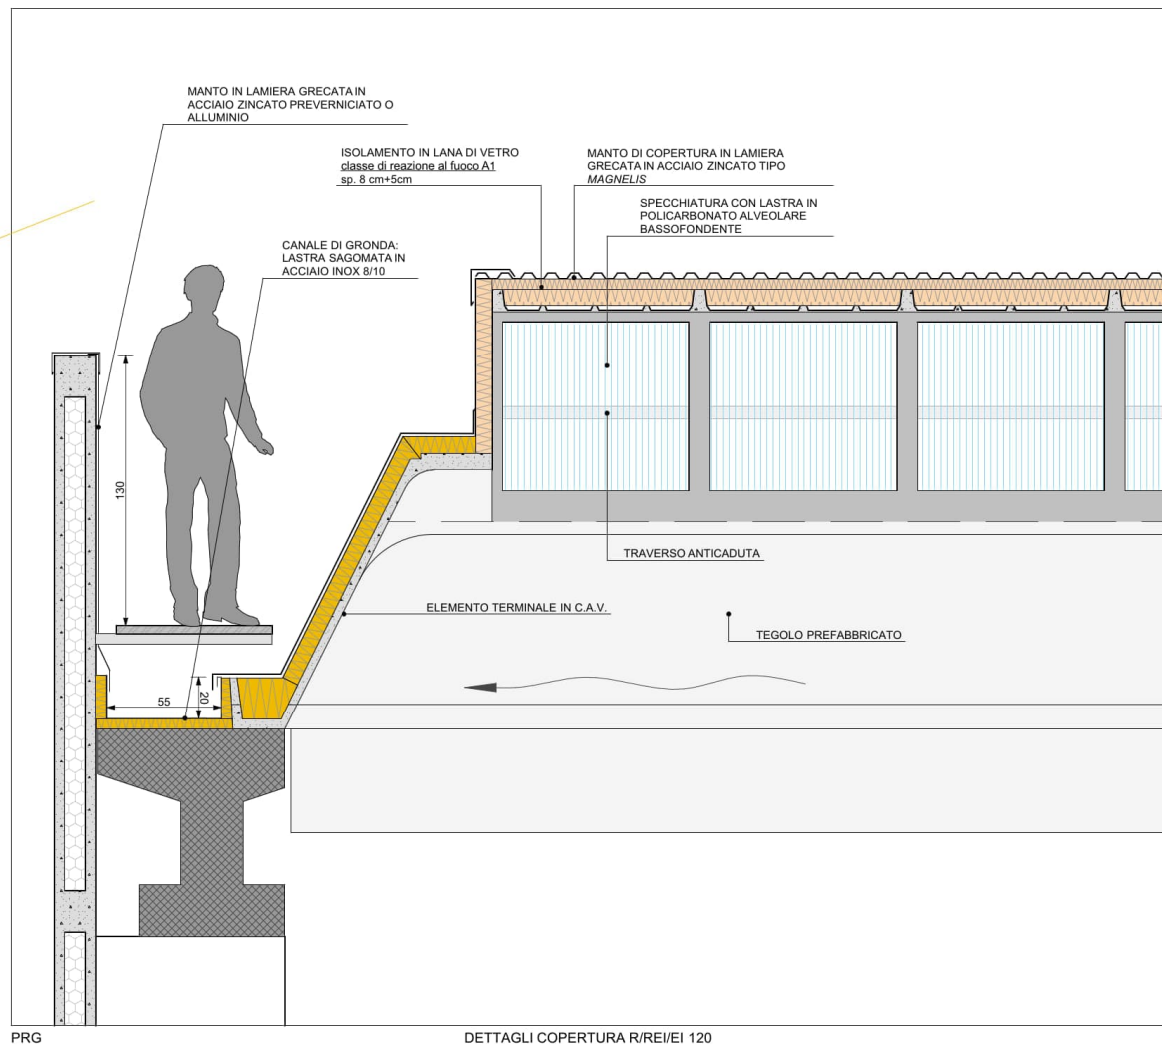 MANTO IN LAMIERA GRECATA IN
ACCIAIO ZINCATO PREVERNICIATO O
ALLUMINIO
ISOLAMENTO IN LANA DI VETRO
classe di reazione al fuoco A1
sp. 8 cm+5cm
MANTO DI COPERTURA IN LAMIERA
GRECATA IN ACCIAIO ZINCATO TIPO
MAGNELIS
SPECCHIATURA CON LASTRA IN
POLICARBONATO ALVEOLARE
BASSOFONDENTE
CANALE DI GRONDA:
LASTRA SAGOMATA IN
ACCIAIO INOX 8/10
130
TRAVERSO ANTICADUTA
ELEMENTO TERMINALE IN C.A.V.
TEGOLO PREFABBRICATO
55
20
PRG
DETTAGLI COPERTURA R/REI/EI 120